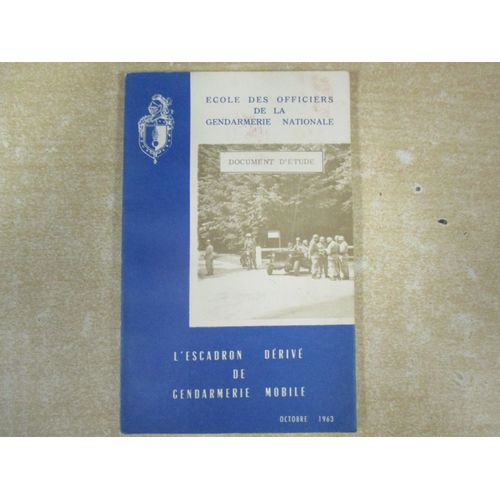 ECOLE DES OFFICIERS
DE LA
GENDARMERIE NATIONALE
DOCUMENT D'ETUDE
L'ESCADRON DÉRIVÉ
DE
GENDARMERIE MOBILE
OCTOBRE 1963